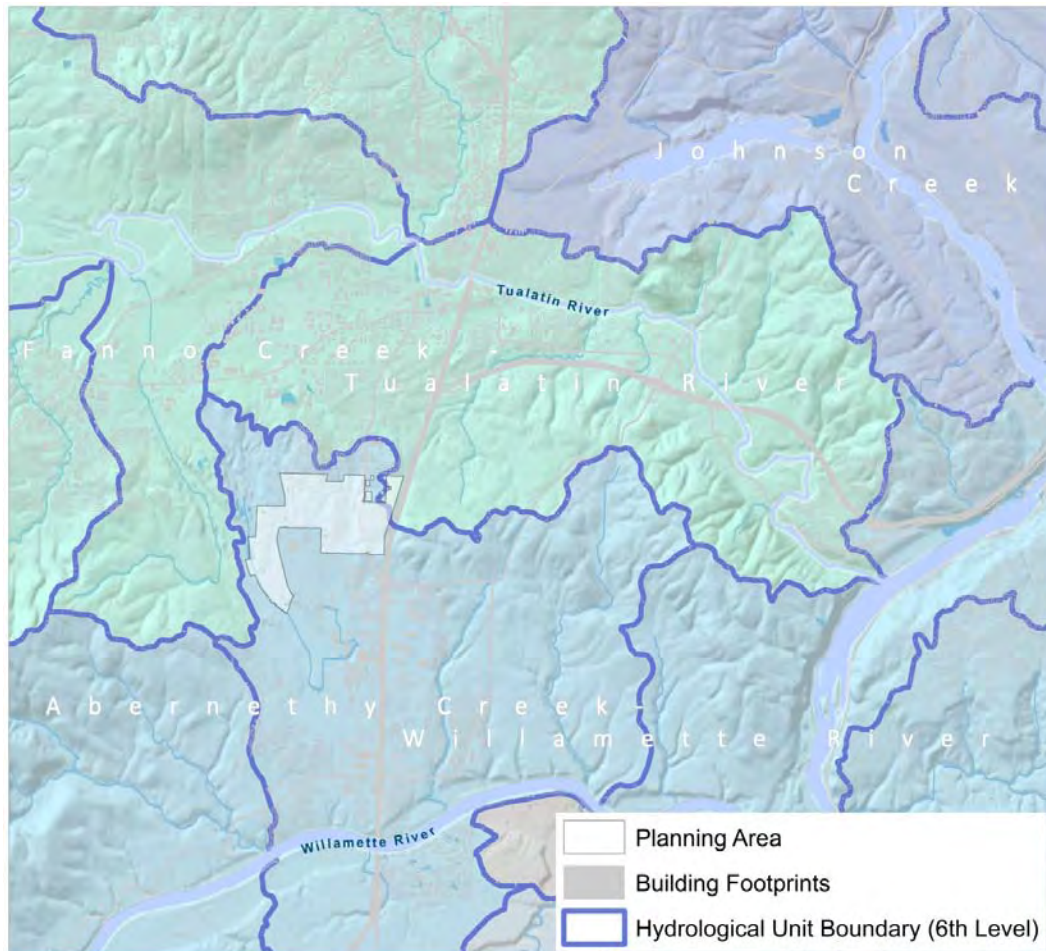 Johnson
Creek
Tualatin River
Fanno Creek -
Tualatin River
Abernethy Creek-
Willamette River
Willamette River
Planning Area
Building Footprints
Hydrological Unit Boundary (6th Level)